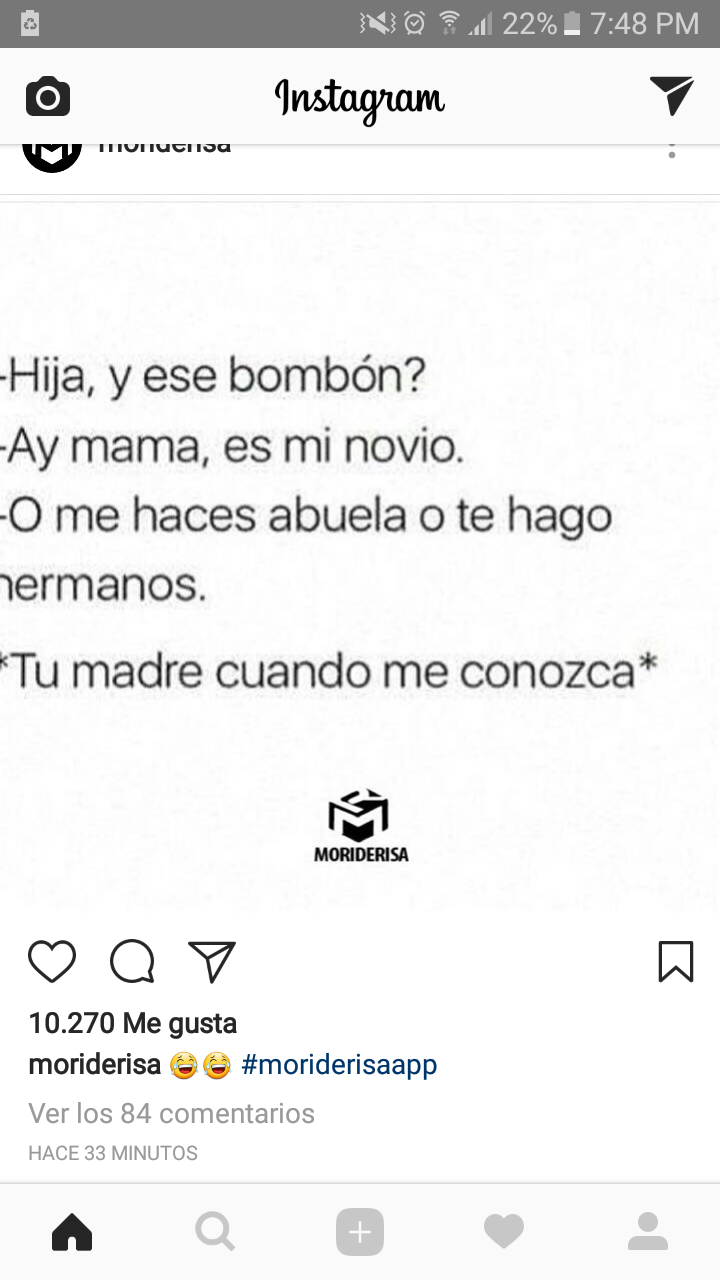 22% 7:48 PM
Instagram
moriderisa
-Hija, y ese bombón?
-Ay mama, es mi novio.
-O me haces abuela o te hago
hermanos.
*Tu madre cuando me conozca*
MORIDERISA
10.270 Me gusta
moriderisa 😂😂 #moriderisaapp
Ver los 84 comentarios
HACE 33 MINUTOS